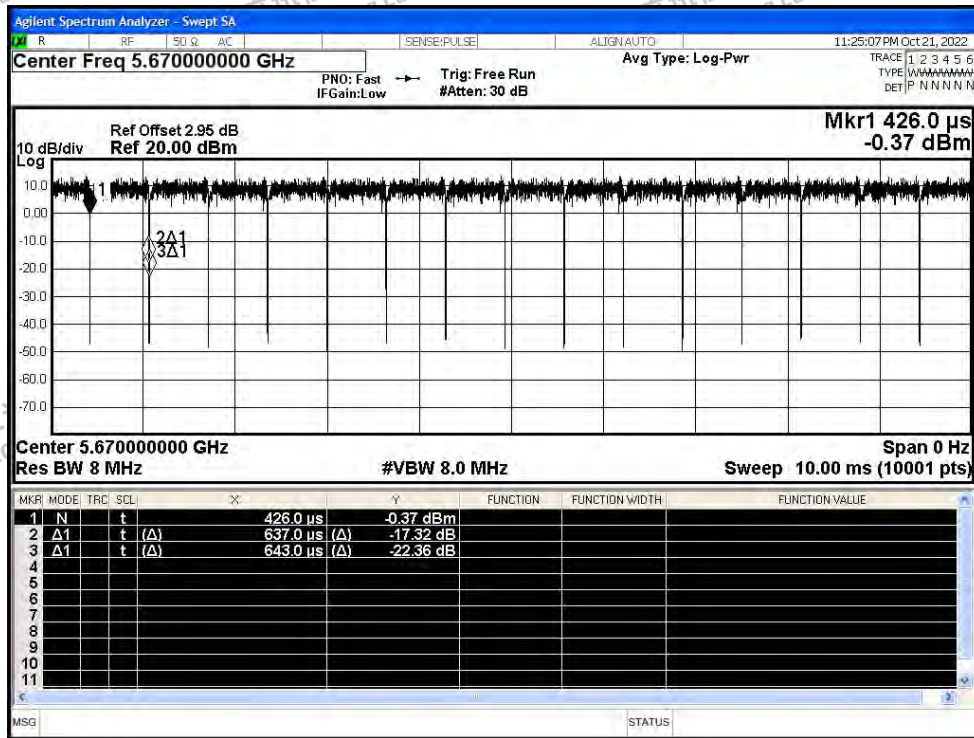 Agilent Spectrum Analyzer - Swept SA
LXI R RF 50 Ω AC SENSE:PULSE ALIGNAUTO 11:25:07 PM Oct 21, 2022
Center Freq 5.670000000 GHz
PNO: Fast
IFGain:Low
Trig: Free Run
#Atten: 30 dB
Avg Type: Log-Pwr
TRACE 1 2 3 4 5 6
TYPE WWWWWW
DET P N N N N N
Mkr1 426.0 µs
-0.37 dBm
Ref Offset 2.95 dB
10 dB/div Ref 20.00 dBm
Log
10.0
0.00
-10.0
-20.0
-30.0
-40.0
-50.0
-60.0
-70.0
1
2Δ1
3Δ1
Center 5.670000000 GHz Span 0 Hz
Res BW 8 MHz #VBW 8.0 MHz Sweep 10.00 ms (10001 pts)
MKR MODE TRC SCL X Y FUNCTION FUNCTION WIDTH FUNCTION VALUE
1 N t 426.0 µs -0.37 dBm
2 Δ1 t (Δ) 637.0 µs (Δ) -17.32 dB
3 Δ1 t (Δ) 643.0 µs (Δ) -22.36 dB
4
5
6
7
8
9
10
11
MSG STATUS